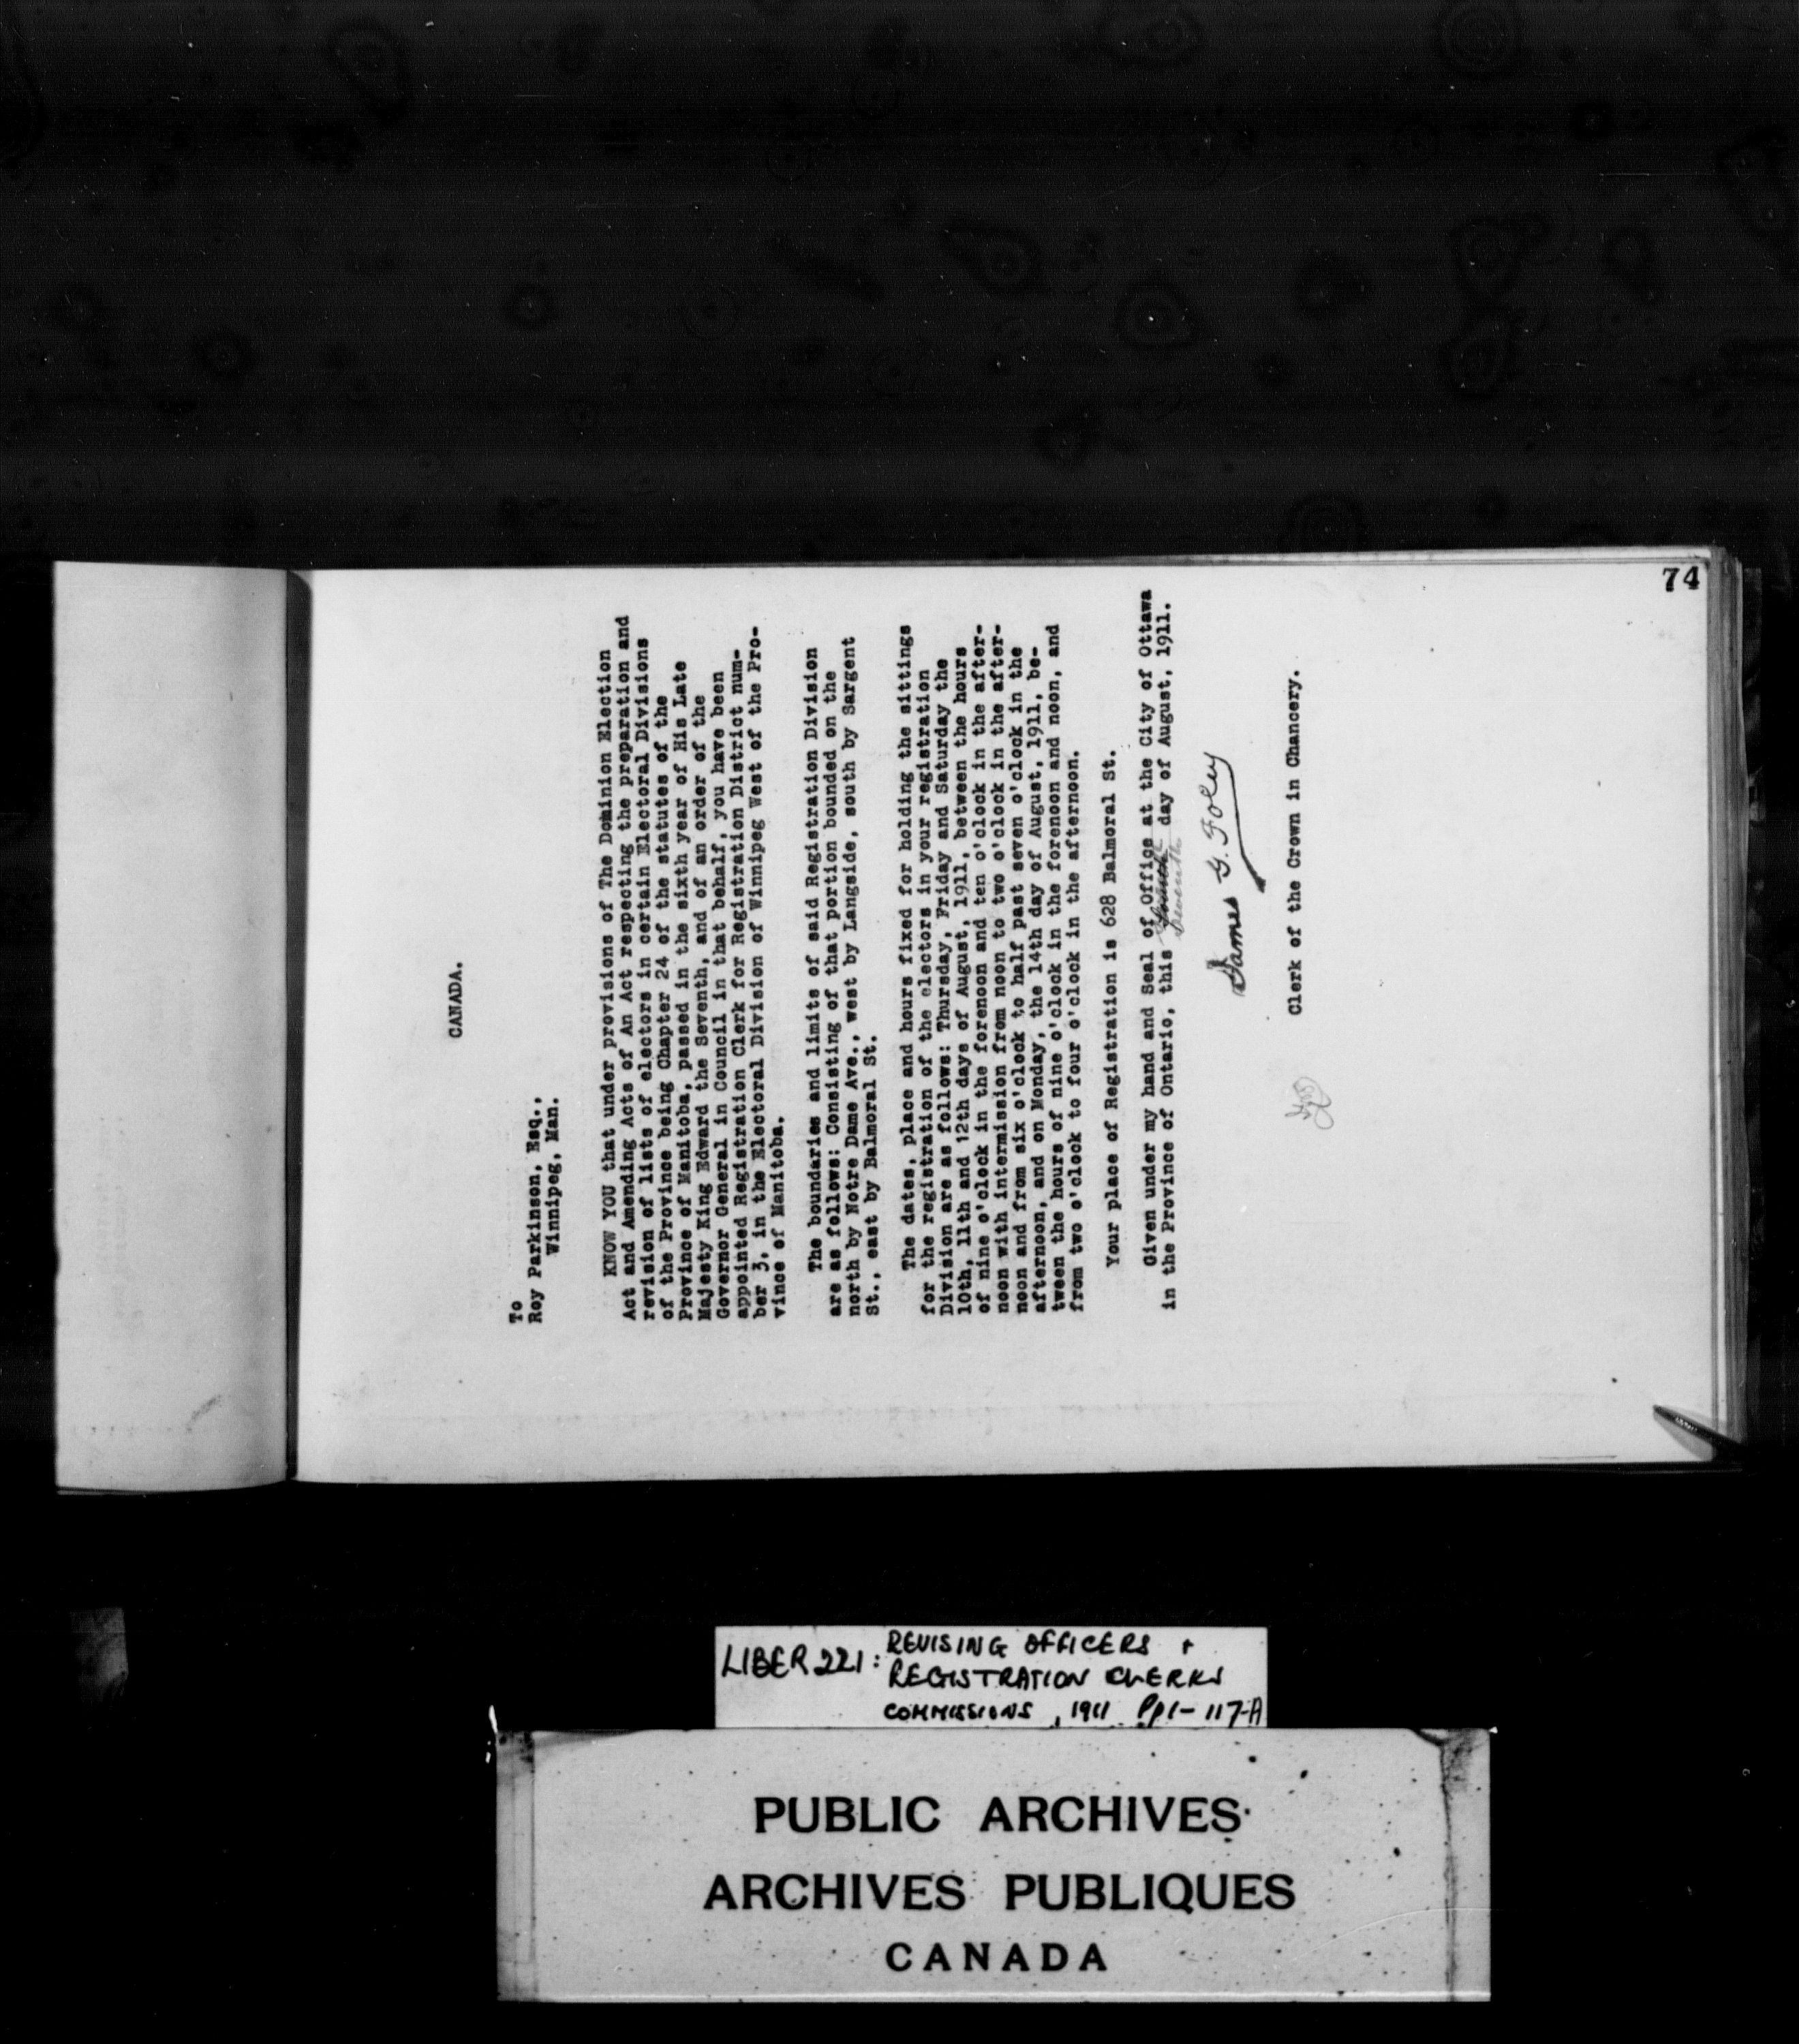 74
CANADA.
To
Roy Parkinson, Esq.,
Winnipeg, Man.
KNOW YOU that under provisions of The Dominion Election
Act and Amending Acts of An Act respecting the preparation and
revision of lists of electors in certain Electoral Divisions
of the Province being Chapter 24 of the statutes of the
Province of Manitoba, passed in the sixth year of His Late
Majesty King Edward the Seventh, and of an order of the
Governor General in Council in that behalf, you have been
appointed Registration Clerk for Registration District num-
ber 3, in the Electoral Division of Winnipeg West of the Pro-
vince of Manitoba.
The boundaries and limits of said Registration Division
are as follows: Consisting of that portion bounded on the
north by Notre Dame Ave., west by Langside, south by Sargent
St., east by Balmoral St.
The dates, place and hours fixed for holding the sittings
for the registration of the electors in your registration
Division are as follows: Thursday, Friday and Saturday the
10th, 11th and 12th days of August, 1911, between the hours
of nine o'clock in the forenoon and ten o'clock in the after-
noon with intermission from noon to two o'clock in the after-
noon and from six o'clock to half past seven o'clock in the
afternoon, and on Monday, the 14th day of August, 1911, be-
tween the hours of nine o'clock in the forenoon and noon, and
from two o'clock to four o'clock in the afternoon.
Your place of Registration is 628 Balmoral St.
Given under my hand and Seal of Office at the City of Ottawa
in the Province of Ontario, this day of August, 1911.
Seventh
James G. Foley
Clerk of the Crown in Chancery.
LIBER 221: REVISING OFFICERS +
REGISTRATION CLERKS
COMMISSIONS, 1911 Pp 1-117-A
PUBLIC ARCHIVES
ARCHIVES PUBLIQUES
CANADA